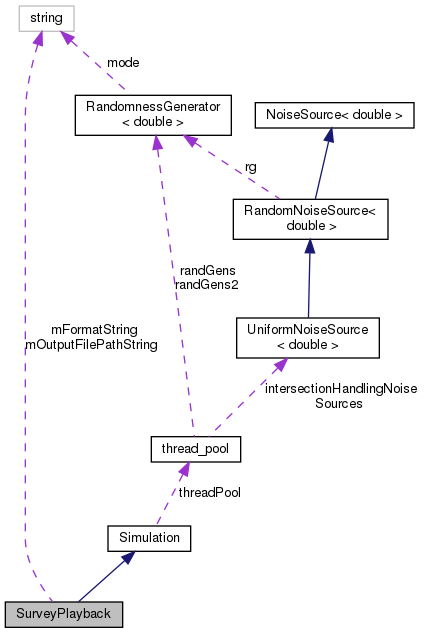 string
mode
RandomnessGenerator
< double >
NoiseSource< double >
rg
RandomNoiseSource<
double >
randGens
randGens2
UniformNoiseSource
< double >
mFormatString
mOutputFilePathString
intersectionHandlingNoise
Sources
thread_pool
threadPool
Simulation
SurveyPlayback